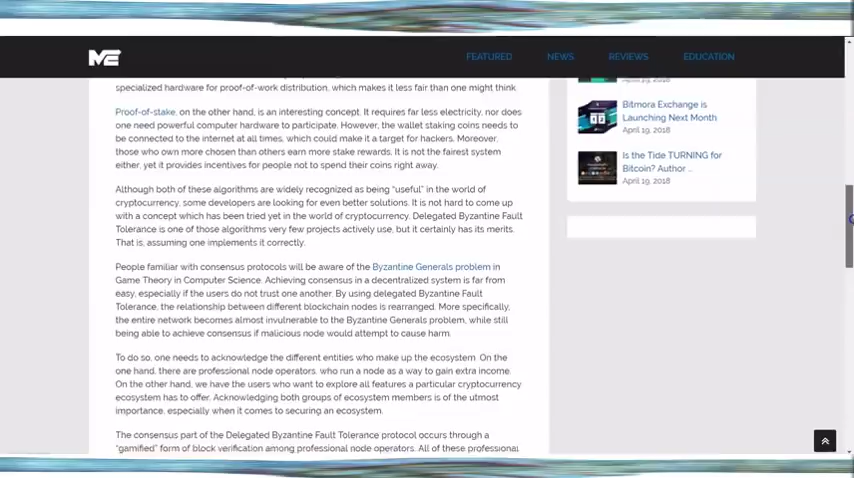 ME
FEATURED NEWS REVIEWS EDUCATION
specialized hardware for proof-of-work distribution, which makes it less fair than one might think.
Proof-of-stake, on the other hand, is an interesting concept. It requires far less electricity, nor does
one need powerful computer hardware to participate. However, the wallet staking coins needs to
be connected to the internet at all times, which could make it a target for hackers. Moreover,
those who own more chosen than others earn more stake rewards. It is not the fairest system
either, yet it provides incentives for people not to spend their coins right away.
Although both of these algorithms are widely recognized as being “useful” in the world of
cryptocurrency, some developers are looking for even better solutions. It is not hard to come up
with a concept which has been tried yet in the world of cryptocurrency. Delegated Byzantine Fault
Tolerance is one of those algorithms very few projects actively use, but it certainly has its merits.
That is, assuming one implements it correctly.
People familiar with consensus protocols will be aware of the Byzantine Generals problem in
Game Theory in Computer Science. Achieving consensus in a decentralized system is far from
easy, especially if the users do not trust one another. By using delegated Byzantine Fault
Tolerance, the relationship between different blockchain nodes is rearranged. More specifically,
the entire network becomes almost invulnerable to the Byzantine Generals problem, while still
being able to achieve consensus if malicious node would attempt to cause harm.
To do so, one needs to acknowledge the different entities who make up the ecosystem. On the
one hand, there are professional node operators, who run a node as a way to gain extra income.
On the other hand, we have the users who want to explore all features a particular cryptocurrency
ecosystem has to offer. Acknowledging both groups of ecosystem members is of the utmost
importance, especially when it comes to securing an ecosystem.
The consensus part of the Delegated Byzantine Fault Tolerance protocol occurs through a
“gamified” form of block verification among professional node operators. All of these professional
April 19, 2018
Bitmora Exchange is
Launching Next Month
April 19, 2018
Is the Tide TURNING for
Bitcoin? Author ...
April 19, 2018